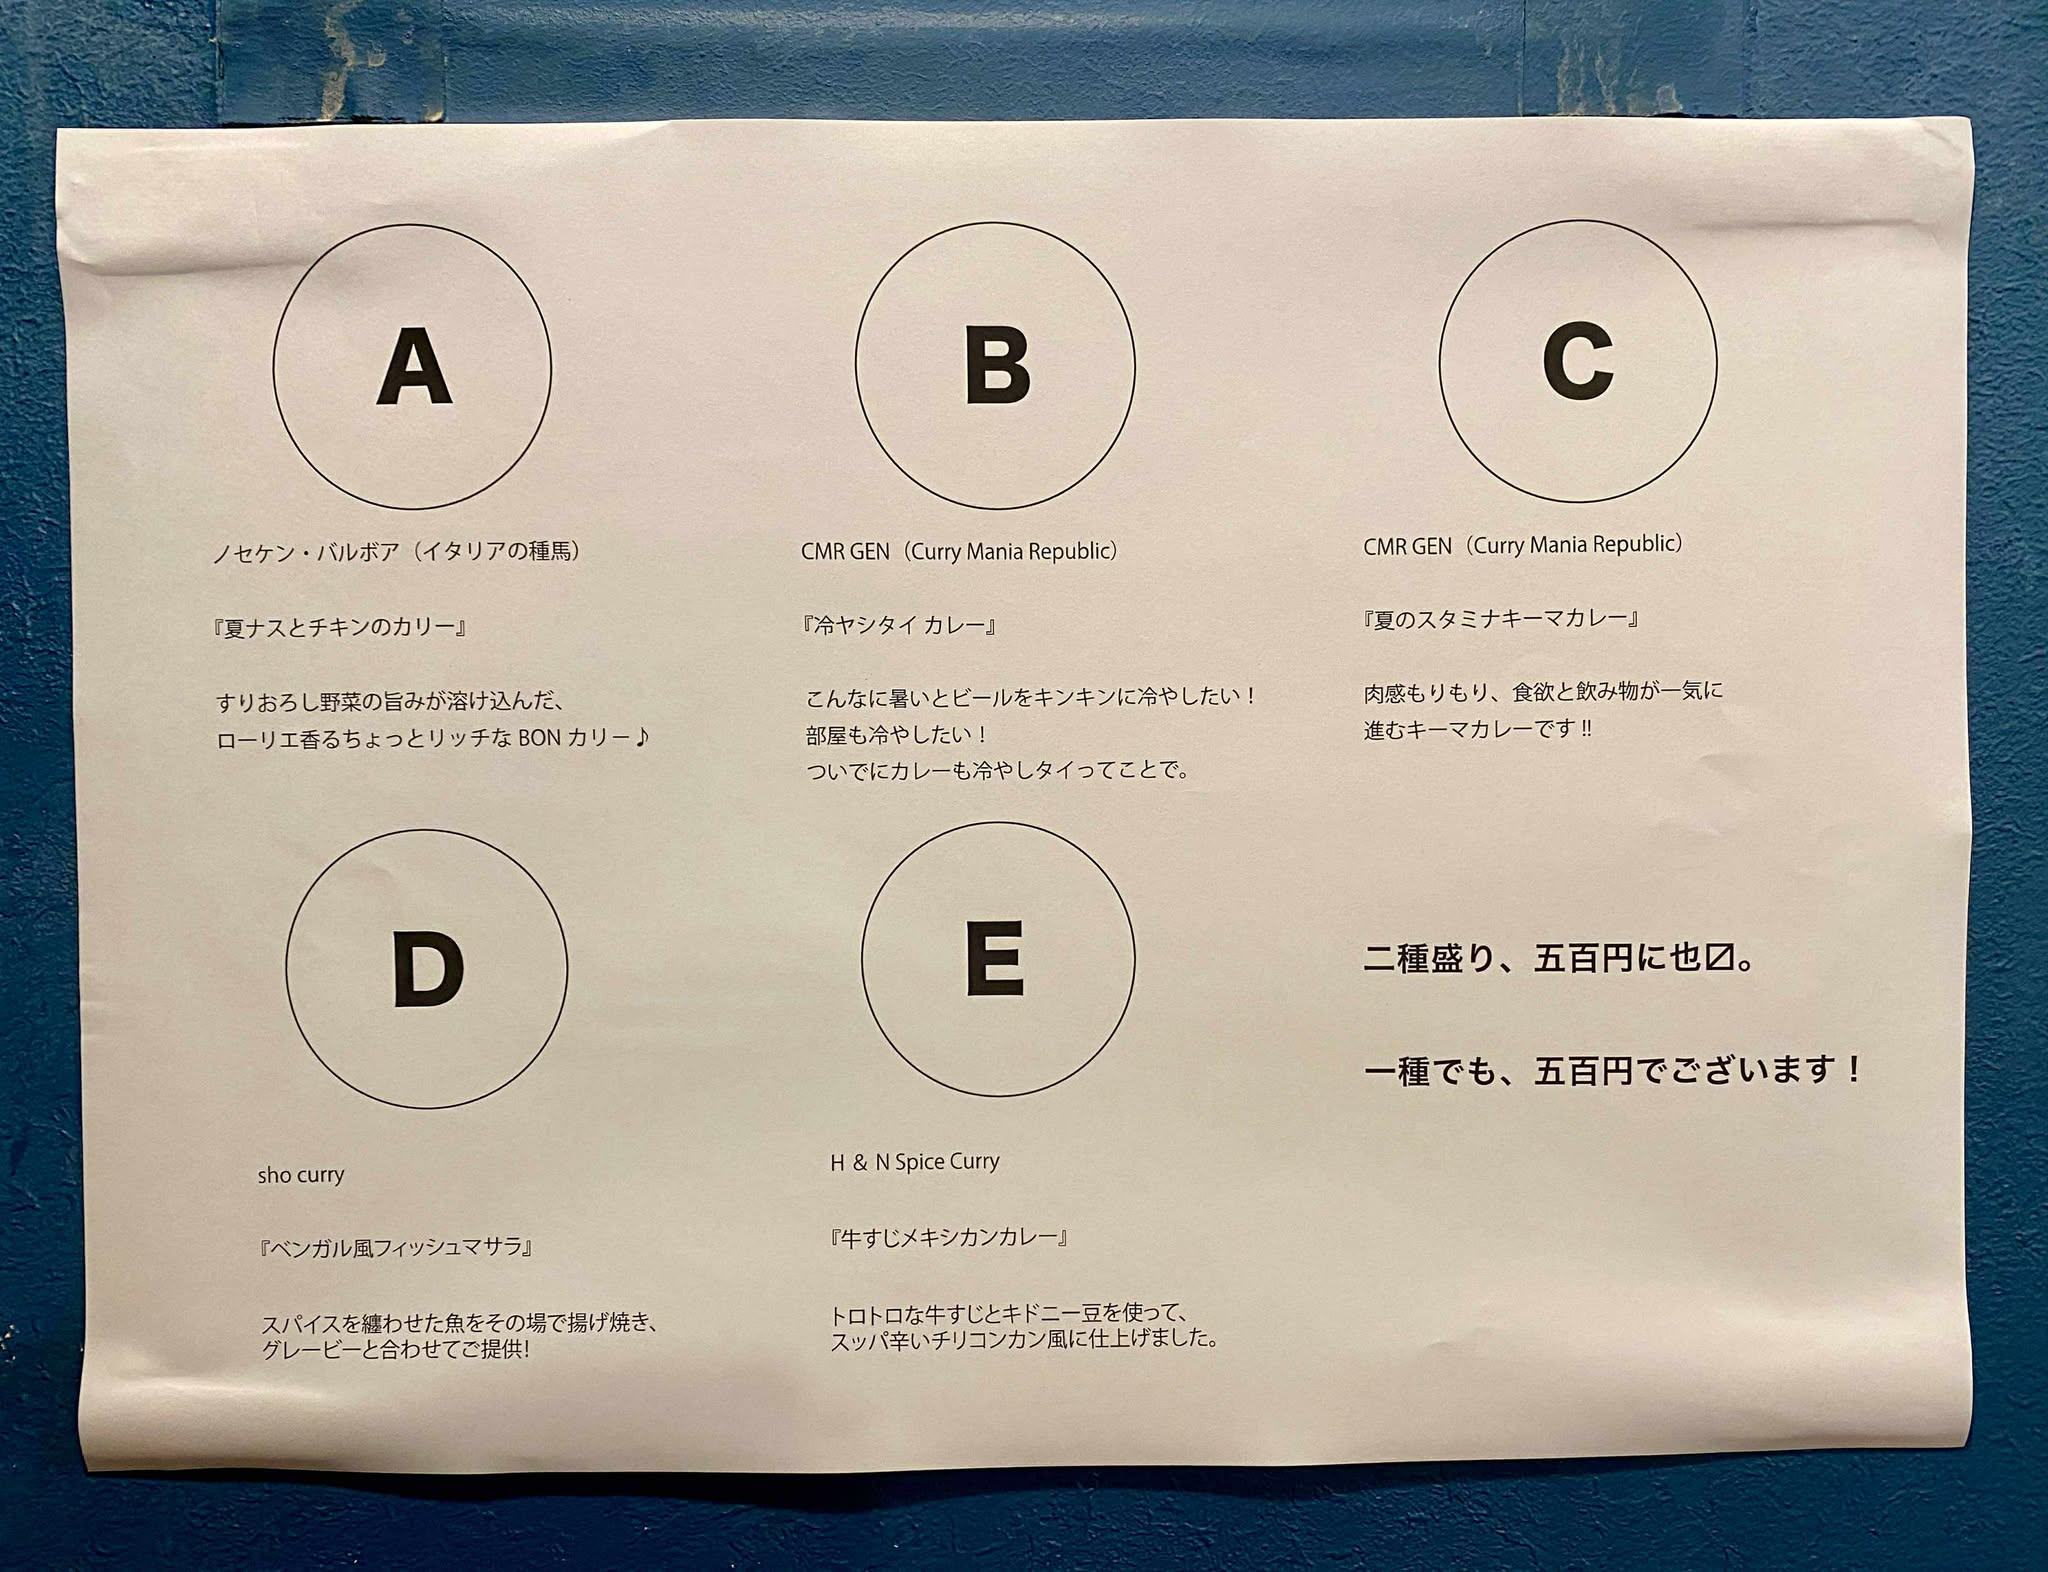 A
ノセケン・バルボア（イタリアの種馬）
『夏ナスとチキンのカリー』
すりおろし野菜の旨みが溶け込んだ、
ローリエ香るちょっとリッチな BON カリー♪
B
CMR GEN（Curry Mania Republic）
『冷ヤシタイ カレー』
こんなに暑いとビールをキンキンに冷やしたい！
部屋も冷やしたい！
ついでにカレーも冷やしタイってことで。
C
CMR GEN（Curry Mania Republic）
『夏のスタミナキーマカレー』
肉感もりもり、食欲と飲み物が一気に
進むキーマカレーです !!
D
sho curry
『ベンガル風フィッシュマサラ』
スパイスを纏わせた魚をその場で揚げ焼き、
グレービーと合わせてご提供!
E
H ＆ N Spice Curry
『牛すじメキシカンカレー』
トロトロな牛すじとキドニー豆を使って、
スッパ辛いチリコンカン風に仕上げました。
二種盛り、五百円に也〼。
一種でも、五百円でございます！